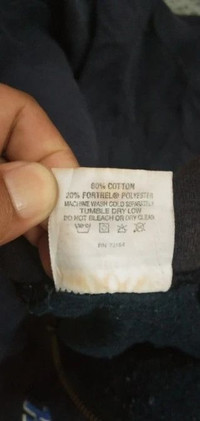 80% COTTON
20% FORTREL® POLYESTER
MACHINE WASH COLD SEPARATELY
TUMBLE DRY LOW
DO NOT BLEACH OR DRY CLEAN